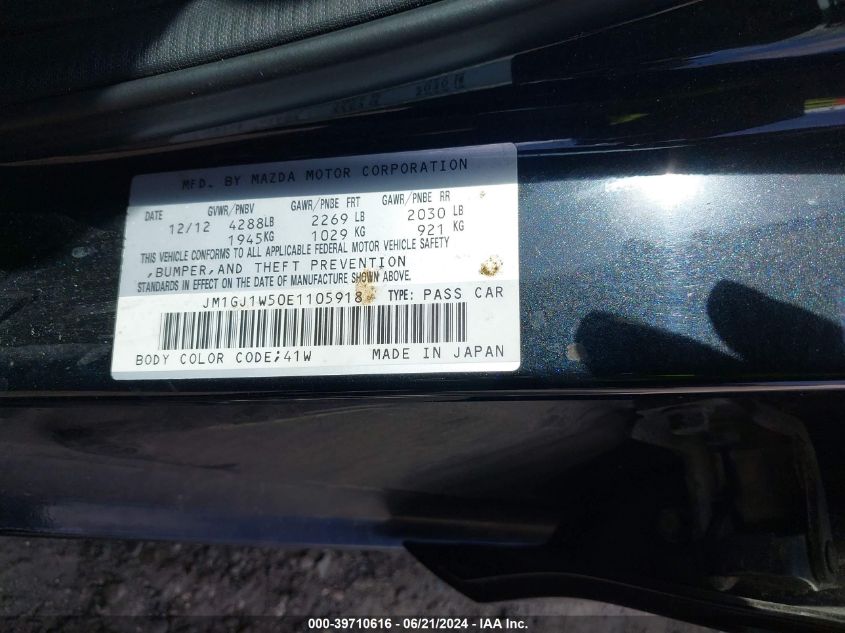 MFD. BY MAZDA MOTOR CORPORATION
DATE GVWR/PNBV GAWR/PNBE FRT GAWR/PNBE RR
12/12 4288LB 2269 LB 2030 LB
1945KG 1029 KG 921 KG
THIS VEHICLE CONFORMS TO ALL APPLICABLE FEDERAL MOTOR VEHICLE SAFETY
,BUMPER,AND THEFT PREVENTION
STANDARDS IN EFFECT ON THE DATE OF MANUFACTURE SHOWN ABOVE.
JM1GJ1W50E1105918 TYPE: PASS CAR
BODY COLOR CODE;41W MADE IN JAPAN
000-39710616 - 06/21/2024 - IAAI.COM